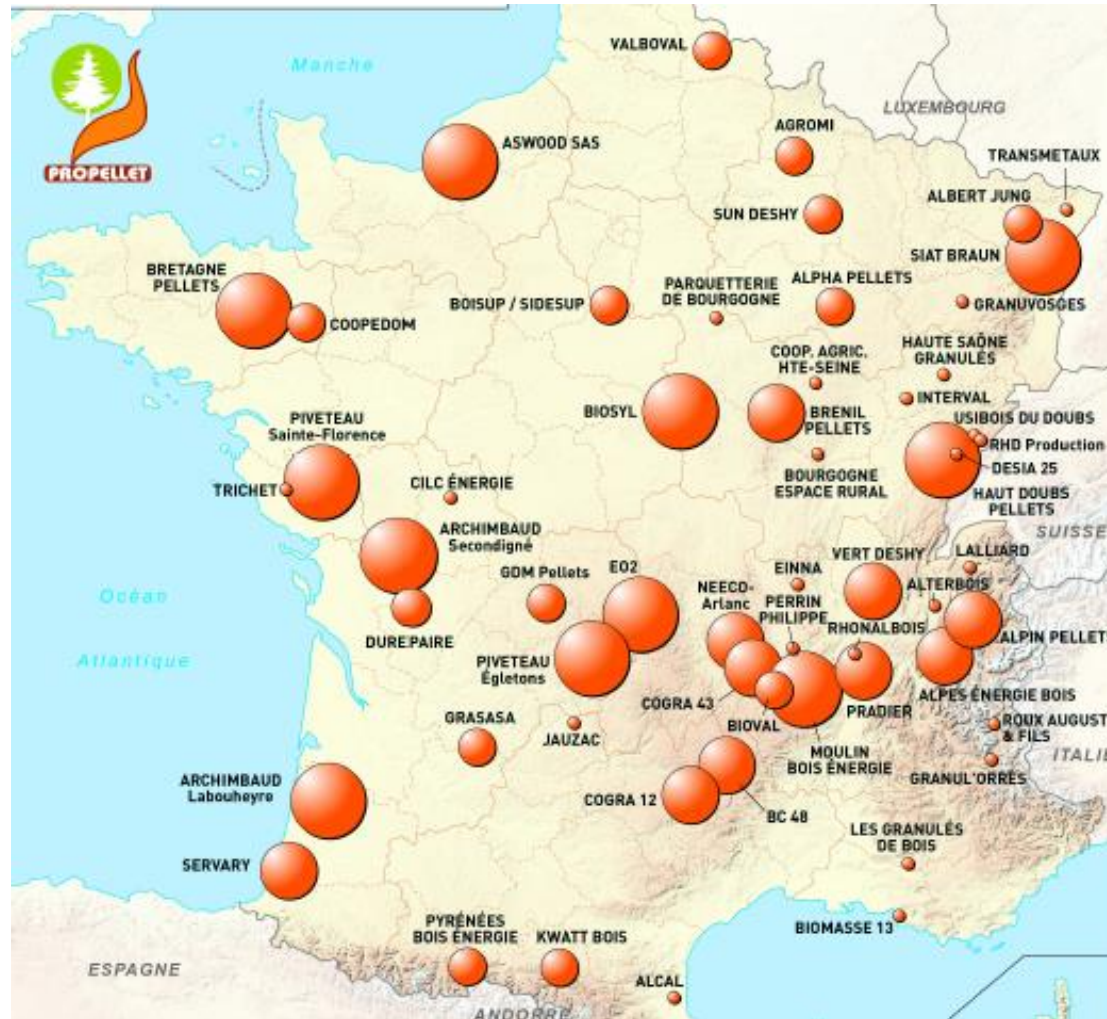 VALBOVAL
Manche
LUXEMBOURG
AGROMI
ASWOOD SAS
TRANSMETAUX
PROPELLET
ALBERT JUNG
SUN DESHY
SIAT BRAUN
BRETAGNE
PELLETS
PARQUETTERIE
DE BOURGOGNE
ALPHA PELLETS
BOISUP / SIDESUP
GRANUVOSGES
COOPEDOM
COOP. AGRIC.
HTE-SEINE
HAUTE SAÔNE
GRANULÉS
INTERVAL
BIOSYL
BRENIL
PELLETS
USIBOIS DU DOUBS
RHD Production
PIVETEAU
Sainte-Florence
DESIA 25
TRICHET
CILC ÉNERGIE
BOURGOGNE
ESPACE RURAL
HAUT DOUBS
PELLETS
SUISSE
ARCHIMBAUD
Secondigné
VERT DESHY
LALLIARD
GDM Pellets
EO2
EINNA
ALTERBOIS
NEECO-
Arlanc
PERRIN
PHILIPPE
Océan
Atlantique
RHONALBOIS
DUREPAIRE
ALPIN PELLET
PIVETEAU
Égletons
COGRA 43
ALPES ÉNERGIE BOIS
PRADIER
BIOVAL
GRASASA
JAUZAC
ROUX AUGUST
& FILS
MOULIN
BOIS ÉNERGIE
ITALIE
ARCHIMBAUD
Labouheyre
GRANUL'ORRES
COGRA 12
BC 48
LES GRANULÉS
DE BOIS
SERVARY
PYRÉNÉES
BOIS ÉNERGIE
KWATT BOIS
BIOMASSE 13
ESPAGNE
ALCAL
ANDORRE